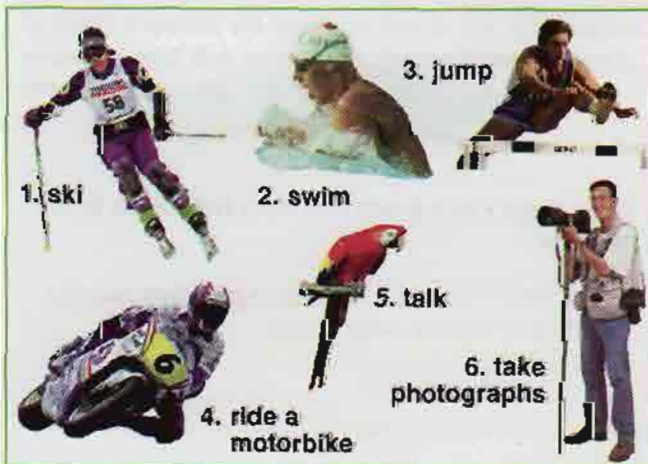 1. ski
58
2. swim
3. jump
4. ride a
motorbike
6
5. talk
6. take
photographs